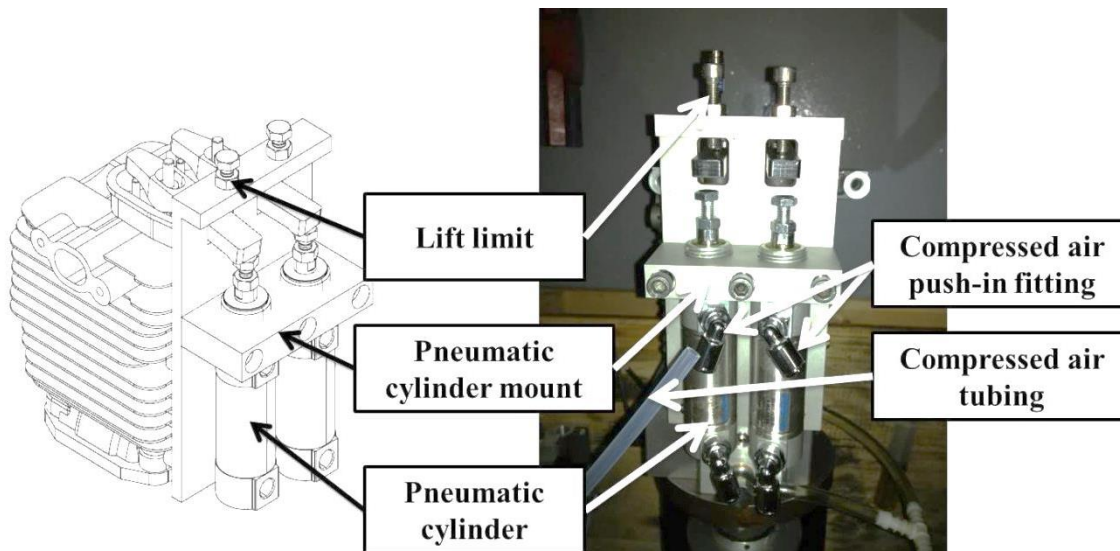 Lift limit
Compressed air
push-in fitting
Pneumatic
cylinder mount
Compressed air
tubing
Pneumatic
cylinder